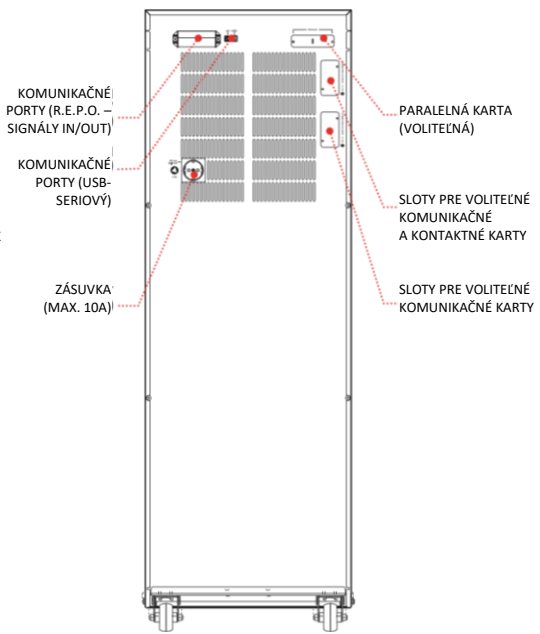 KOMUNIKAČNÉ
PORTY (R.E.P.O. –
SIGNÁLY IN/OUT)
KOMUNIKAČNÉ
PORTY (USB-
SERIOVÝ)
ZÁSUVKA
(MAX. 10A)
PARALELNÁ KARTA
(VOLITEĽNÁ)
SLOTY PRE VOLITEĽNÉ
KOMUNIKAČNÉ
A KONTAKTNÉ KARTY
SLOTY PRE VOLITEĽNÉ
KOMUNIKAČNÉ KARTY